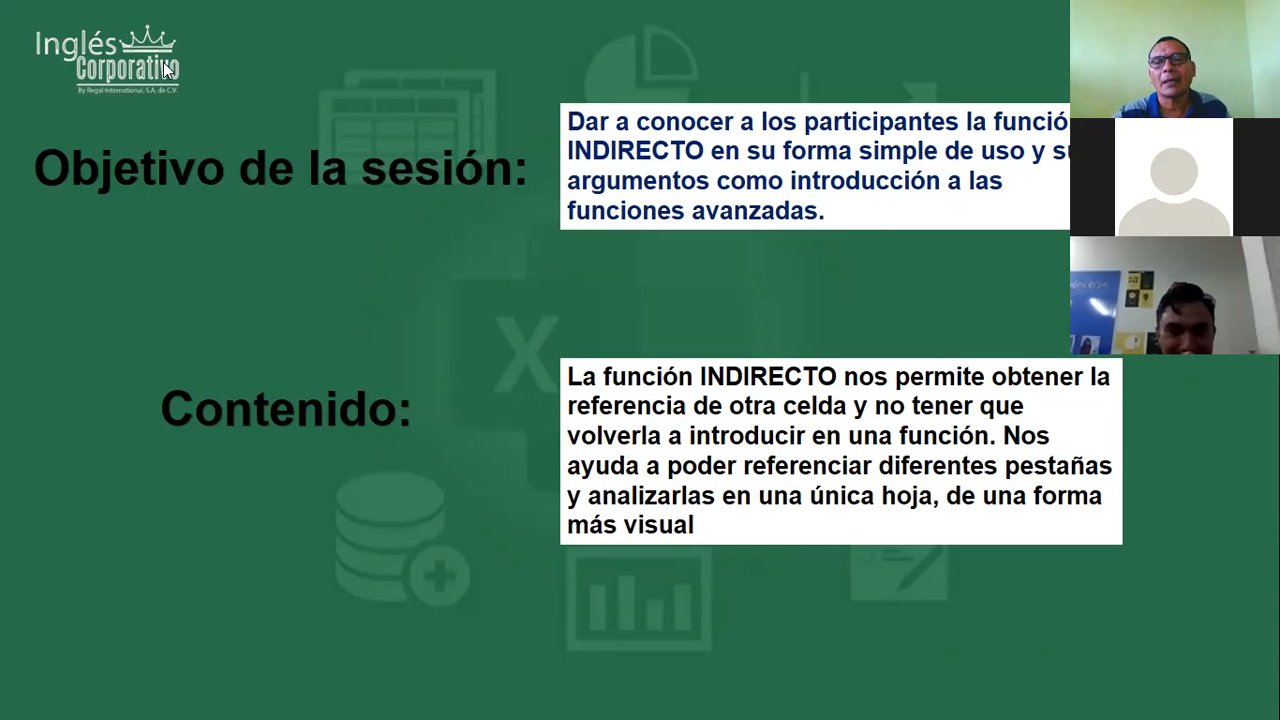 Inglés
Corporativo
By Regal International, S.A. de C.V.
Objetivo de la sesión:
Dar a conocer a los participantes la funció
INDIRECTO en su forma simple de uso y su
argumentos como introducción a las
funciones avanzadas.
Contenido:
X
La función INDIRECTO nos permite obtener la
referencia de otra celda y no tener que
volverla a introducir en una función. Nos
ayuda a poder referenciar diferentes pestañas
y analizarlas en una única hoja, de una forma
más visual